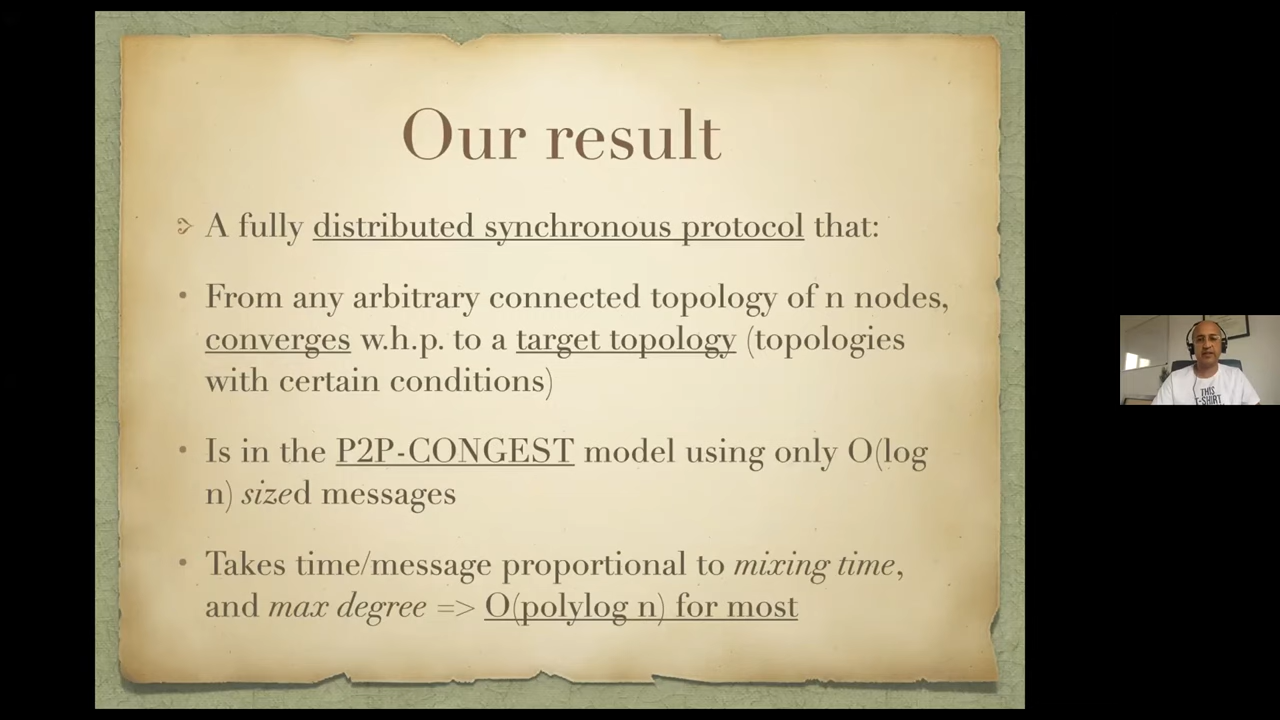 Our result
A fully distributed synchronous protocol that:
• From any arbitrary connected topology of n nodes,
converges w.h.p. to a target topology (topologies
with certain conditions)
• Is in the P2P-CONGEST model using only O(log
n) sized messages
• Takes time/message proportional to mixing time,
and max degree => O(polylog n) for most
THIS
T-SHIRT